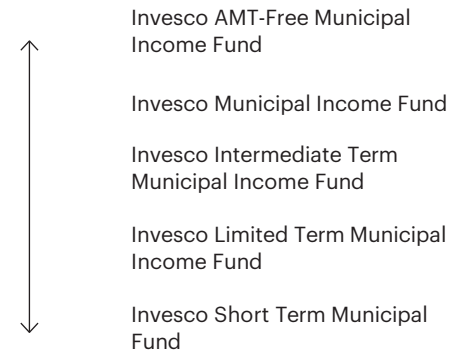 Invesco AMT-Free Municipal
Income Fund
Invesco Municipal Income Fund
Invesco Intermediate Term
Municipal Income Fund
Invesco Limited Term Municipal
Income Fund
Invesco Short Term Municipal
Fund